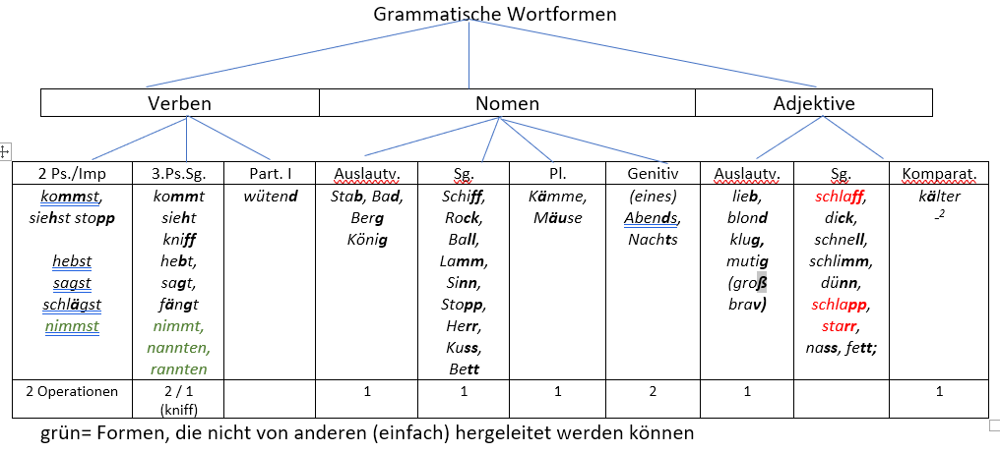 Grammatische Wortformen
Verben Nomen Adjektive
2 Ps./Imp 3.Ps.Sg. Part. I Auslautv. Sg. Pl. Genitiv Auslautv. Sg. Komparat.
kommst, kommt wütend Stab, Bad, Schiff, Kämme, (eines) lieb, schlaff, kälter
siehst stopp sieht Berg Rock, Mäuse Abends, blond dick, -²
kniff König Ball, Nachts klug, schnell,
hebst hebt, Lamm, mutig schlimm,
sagst sagt, Sinn, (groß dünn,
schlägst fängt Stopp, brav) schlapp,
nimmst nimmt, Herr, starr,
nannten, Kuss, nass, fett;
rannten Bett
2 Operationen 2 / 1 1 1 1 2 1 1
(kniff)
grün= Formen, die nicht von anderen (einfach) hergeleitet werden können